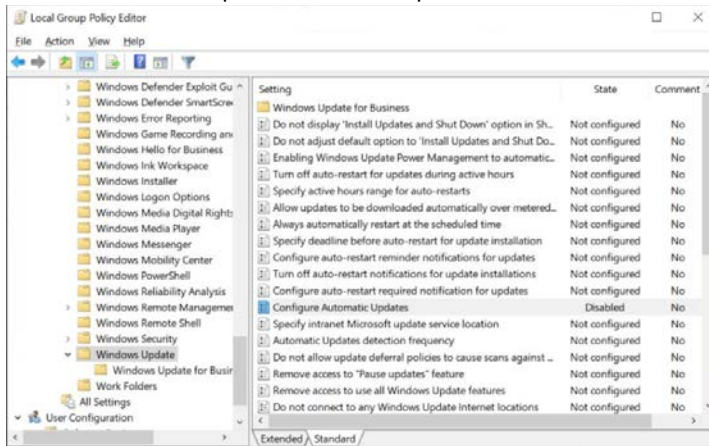 Local Group Policy Editor
File Action View Help
Windows Defender Exploit Gu
Windows Defender SmartScree
Windows Error Reporting
Windows Game Recording and
Windows Hello for Business
Windows Ink Workspace
Windows Installer
Windows Logon Options
Windows Media Digital Rights
Windows Media Player
Windows Messenger
Windows Mobility Center
Windows PowerShell
Windows Reliability Analysis
Windows Remote Managemer
Windows Remote Shell
Windows Security
Windows Update
Windows Update for Busir
Work Folders
All Settings
User Configuration
Setting State Comment
Windows Update for Business
Do not display 'Install Updates and Shut Down' option in Sh... Not configured No
Do not adjust default option to 'Install Updates and Shut Do... Not configured No
Enabling Windows Update Power Management to automatic... Not configured No
Turn off auto-restart for updates during active hours Not configured No
Specify active hours range for auto-restarts Not configured No
Allow updates to be downloaded automatically over metered... Not configured No
Always automatically restart at the scheduled time Not configured No
Specify deadline before auto-restart for update installation Not configured No
Configure auto-restart reminder notifications for updates Not configured No
Turn off auto-restart notifications for update installations Not configured No
Configure auto-restart required notification for updates Not configured No
Configure Automatic Updates Disabled No
Specify intranet Microsoft update service location Not configured No
Automatic Updates detection frequency Not configured No
Do not allow update deferral policies to cause scans against ... Not configured No
Remove access to "Pause updates" feature Not configured No
Remove access to use all Windows Update features Not configured No
Do not connect to any Windows Update Internet locations Not configured No
Extended Standard